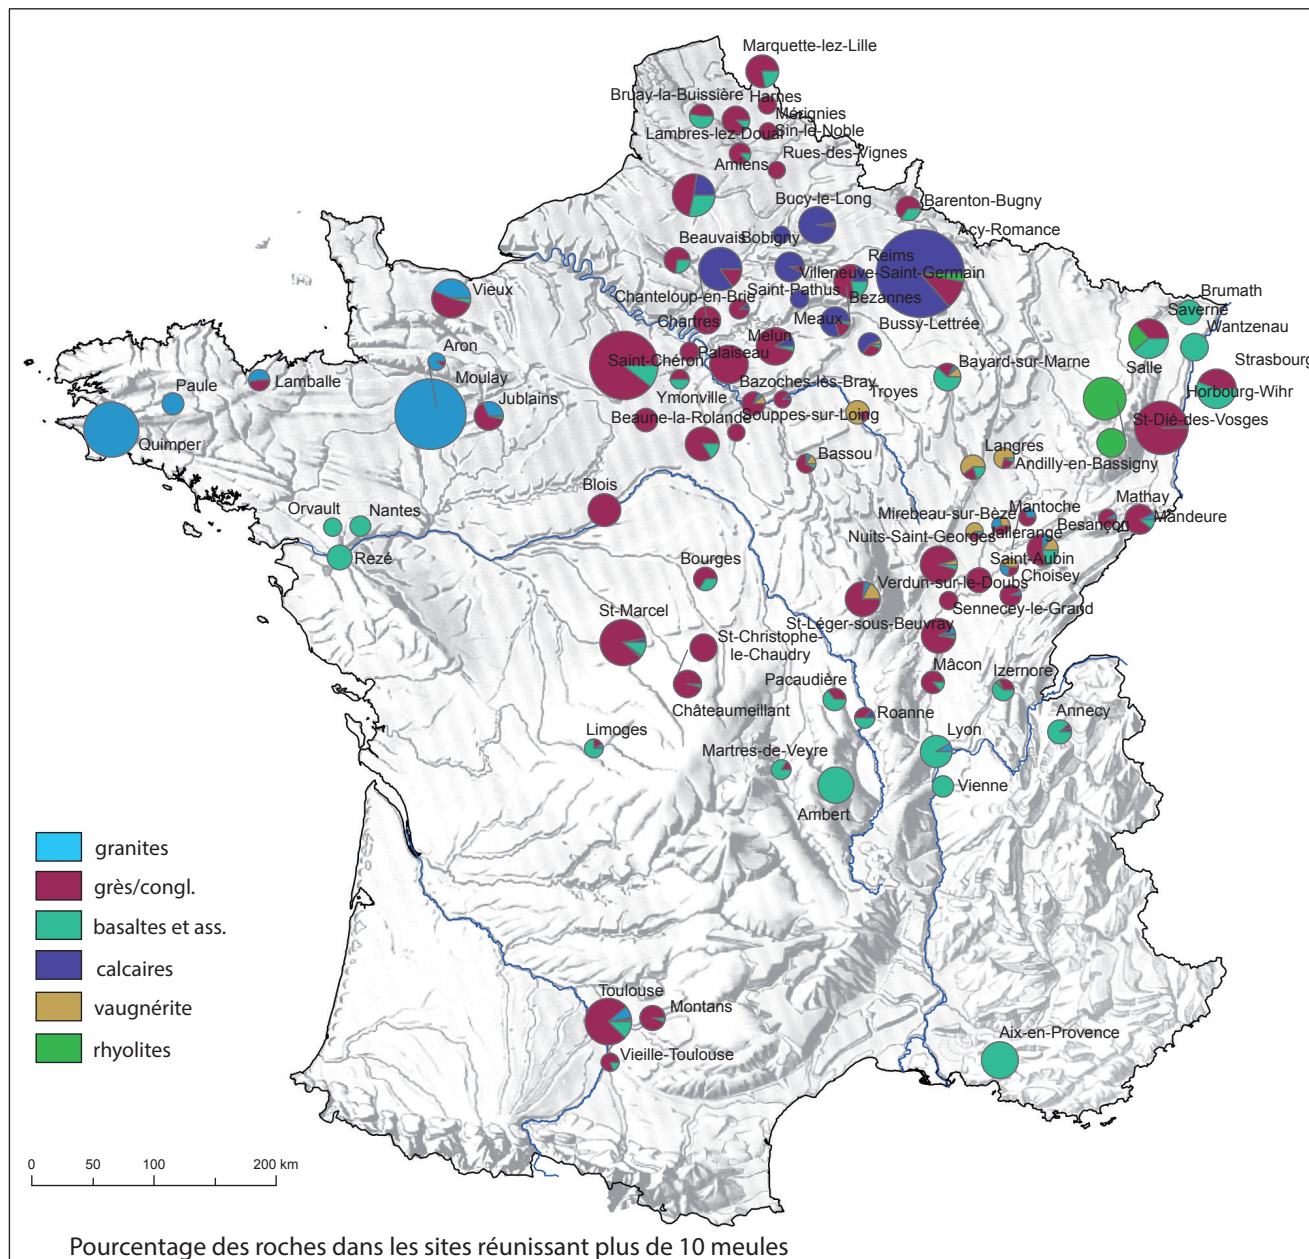 Marquette-lez-Lille
Bruay-la-Buissière
Harnes
Mérignies
Lambres-lez-Douai
Sin-le-Noble
Amiens
Rues-des-Vignes
Bucy-le-Long
Barenton-Bugny
Acy-Romance
Beauvais
Bobigny
Reims
Villeneuve-Saint-Germain
Saint-Pathus
Bezannes
Chanteloup-en-Brie
Chartres
Meaux
Bussy-Lettrée
Vieux
Melun
Brumath
Saverne
Wantzenau
Aron
Saint-Chéron
Palaiseau
Bayard-sur-Marne
Salle
Strasbourg
Paule
Lamballe
Moulay
Jublains
Ymonville
Bazoches-lès-Bray
Troyes
Horbourg-Wihr
Beaune-la-Rolande
Souppes-sur-Loing
St-Dié-des-Vosges
Quimper
Bassou
Langres
Andilly-en-Bassigny
Blois
Orvault
Nantes
Mirebeau-sur-Bèze
Mantoche
Mathay
Mandeure
Besançon
Nuits-Saint-Georges
Rezé
Bourges
Saint-Aubin
Choisey
Verdun-sur-le-Doubs
Sennecey-le-Grand
St-Marcel
St-Léger-sous-Beuvray
St-Christophe-
le-Chaudry
Mâcon
Izernore
Pacaudière
Châteaumeillant
Roanne
Annecy
Limoges
Martres-de-Veyre
Lyon
Vienne
Ambert
granites
grès/congl.
basaltes et ass.
calcaires
vaugnérite
rhyolites
Toulouse
Montans
Vieille-Toulouse
Aix-en-Provence
0 50 100 200 km
Pourcentage des roches dans les sites réunissant plus de 10 meules